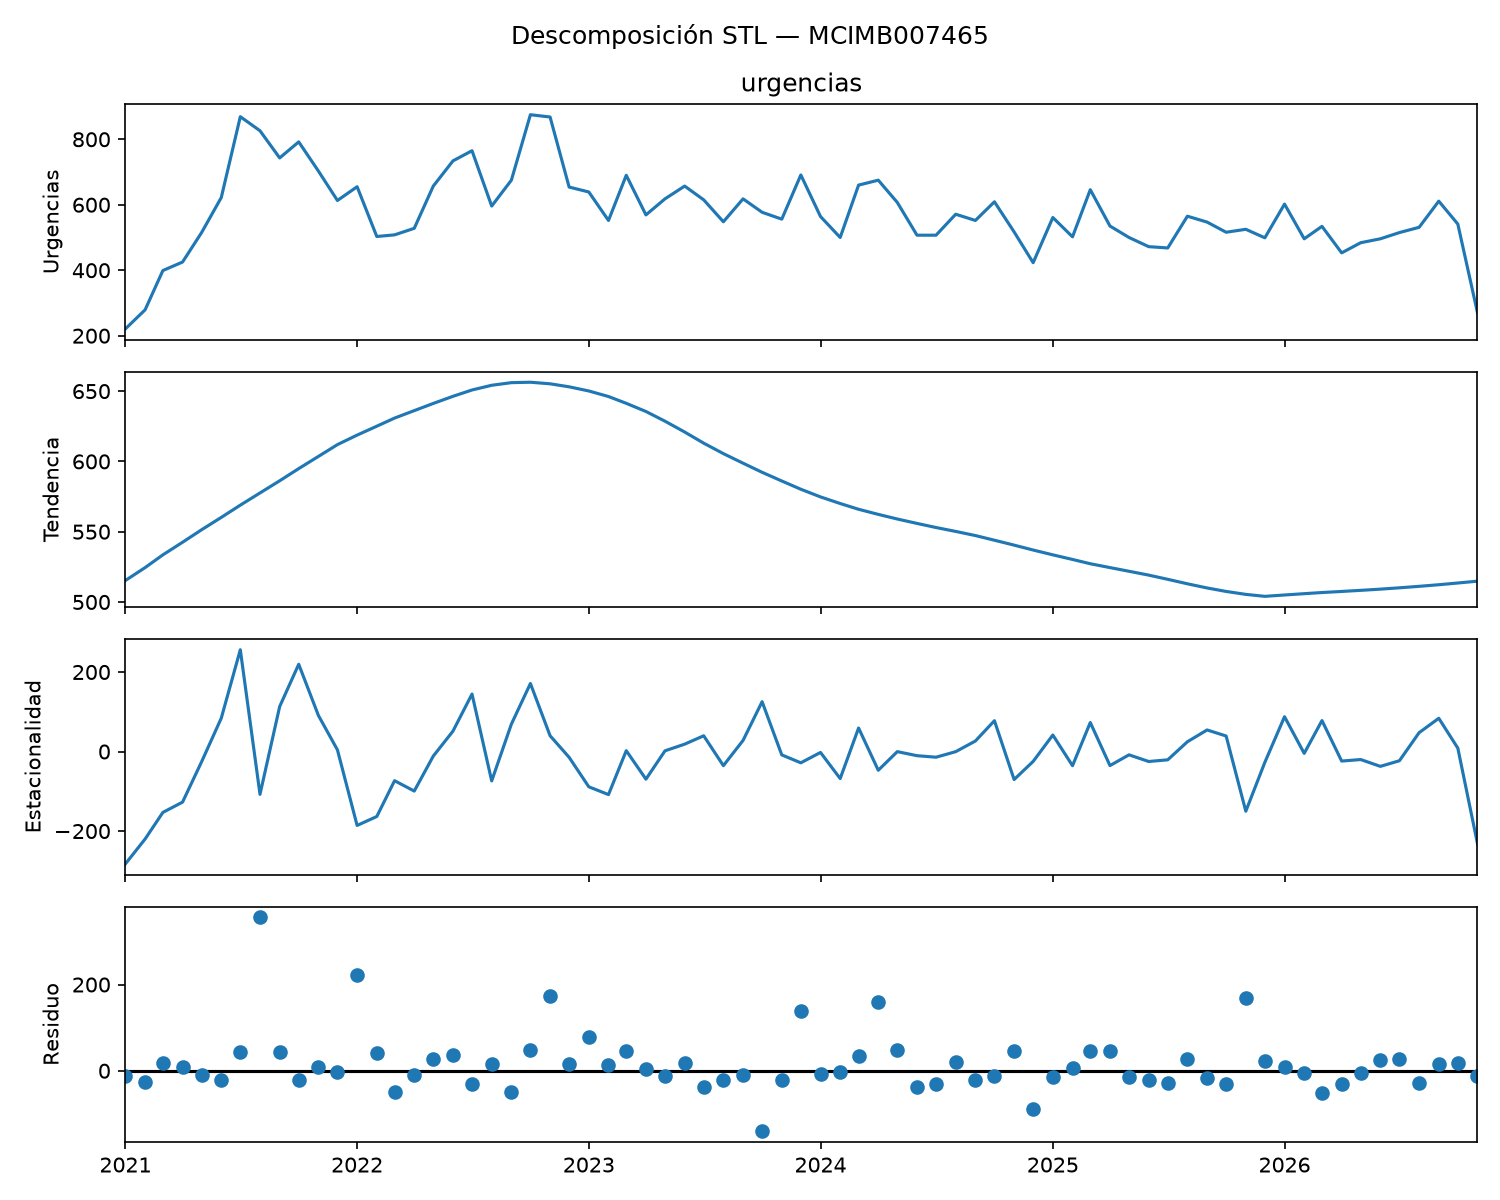 Descomposición STL — MCIMB007465
urgencias
Urgencias
800
600
400
200
Tendencia
650
600
550
500
Estacionalidad
200
0
−200
Residuo
200
0
2021 2022 2023 2024 2025 2026